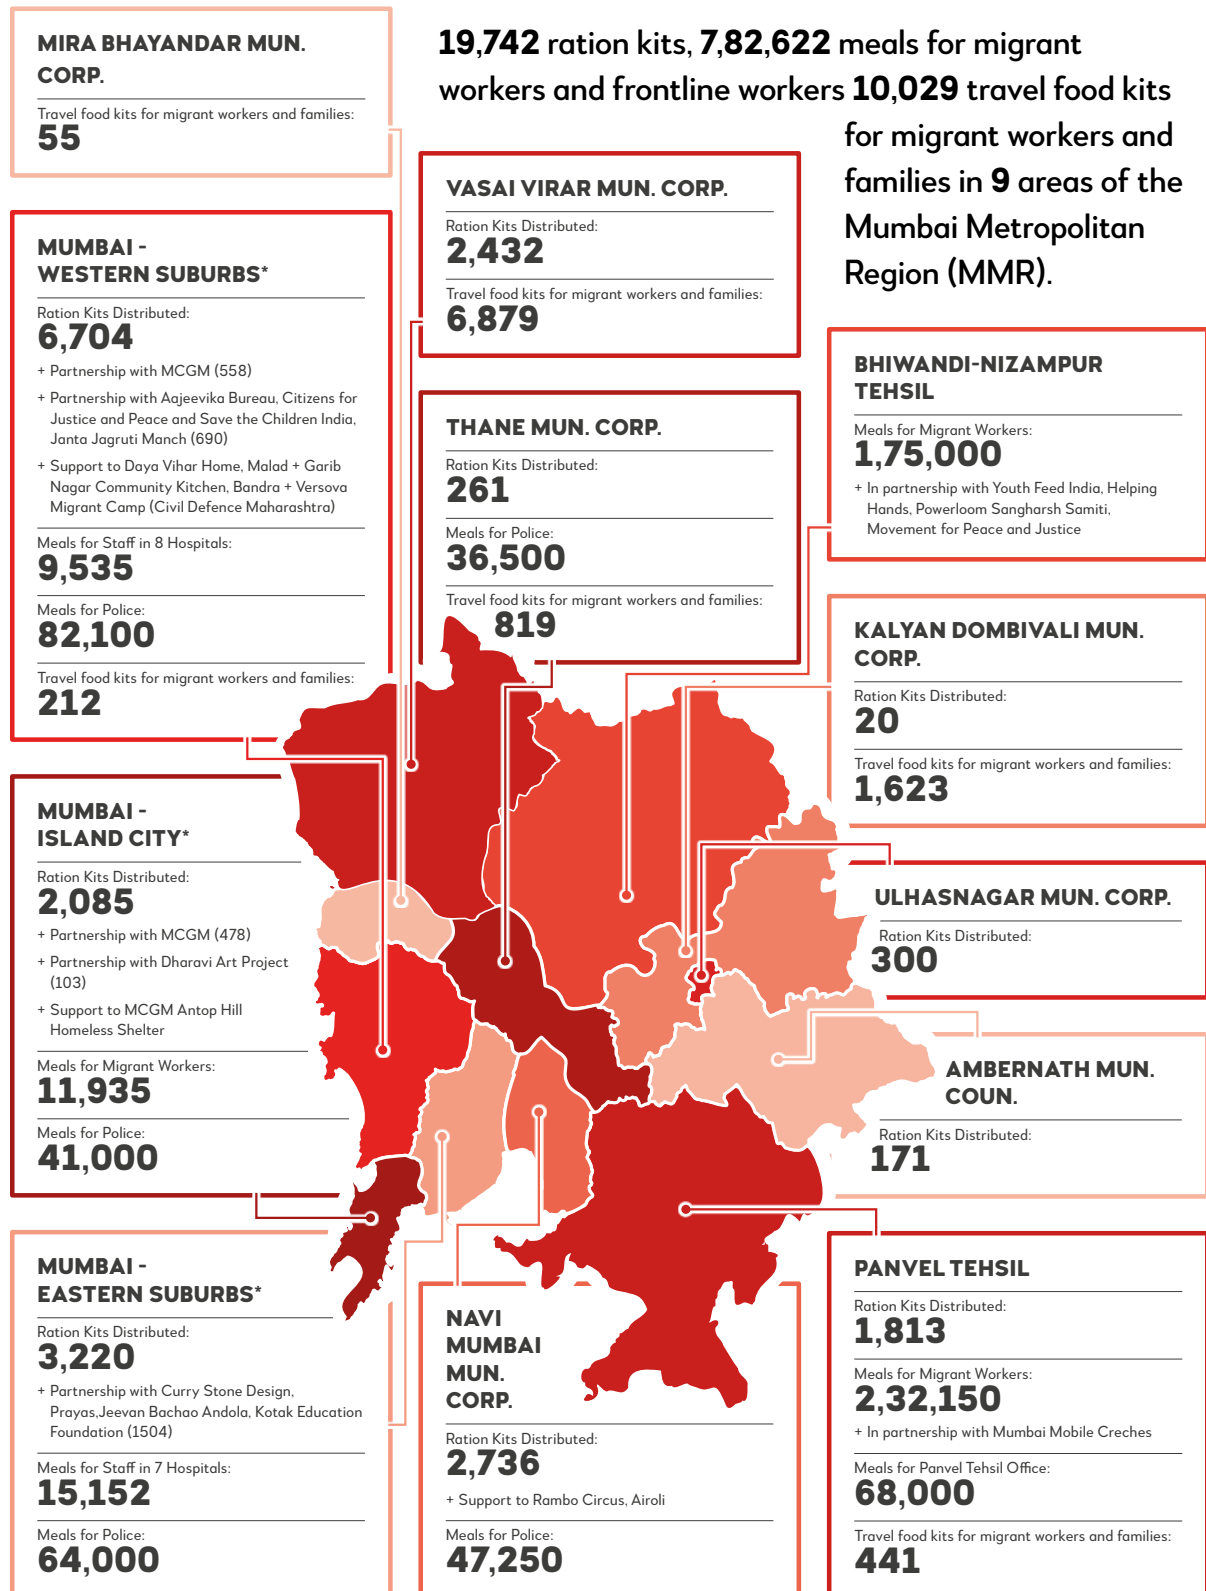 19,742 ration kits, 7,82,622 meals for migrant
workers and frontline workers 10,029 travel food kits
for migrant workers and
families in 9 areas of the
Mumbai Metropolitan
Region (MMR).
MIRA BHAYANDAR MUN.
CORP.
Travel food kits for migrant workers and families:
55
MUMBAI -
WESTERN SUBURBS*
Ration Kits Distributed:
6,704
+ Partnership with MCGM (558)
+ Partnership with Aajeevika Bureau, Citizens for
Justice and Peace and Save the Children India,
Janta Jagruti Manch (690)
+ Support to Daya Vihar Home, Malad + Garib
Nagar Community Kitchen, Bandra + Versova
Migrant Camp (Civil Defence Maharashtra)
Meals for Staff in 8 Hospitals:
9,535
Meals for Police:
82,100
Travel food kits for migrant workers and families:
212
MUMBAI -
ISLAND CITY*
Ration Kits Distributed:
2,085
+ Partnership with MCGM (478)
+ Partnership with Dharavi Art Project
(103)
+ Support to MCGM Antop Hill
Homeless Shelter
Meals for Migrant Workers:
11,935
Meals for Police:
41,000
MUMBAI -
EASTERN SUBURBS*
Ration Kits Distributed:
3,220
+ Partnership with Curry Stone Design,
Prayas,Jeevan Bachao Andola, Kotak Education
Foundation (1504)
Meals for Staff in 7 Hospitals:
15,152
Meals for Police:
64,000
VASAI VIRAR MUN. CORP.
Ration Kits Distributed:
2,432
Travel food kits for migrant workers and families:
6,879
THANE MUN. CORP.
Ration Kits Distributed:
261
Meals for Police:
36,500
Travel food kits for migrant workers and families:
819
NAVI
MUMBAI
MUN.
CORP.
Ration Kits Distributed:
2,736
+ Support to Rambo Circus, Airoli
Meals for Police:
47,250
BHIWANDI-NIZAMPUR
TEHSIL
Meals for Migrant Workers:
1,75,000
+ In partnership with Youth Feed India, Helping
Hands, Powerloom Sangharsh Samiti,
Movement for Peace and Justice
KALYAN DOMBIVALI MUN.
CORP.
Ration Kits Distributed:
20
Travel food kits for migrant workers and families:
1,623
ULHASNAGAR MUN. CORP.
Ration Kits Distributed:
300
AMBERNATH MUN.
COUN.
Ration Kits Distributed:
171
PANVEL TEHSIL
Ration Kits Distributed:
1,813
Meals for Migrant Workers:
2,32,150
+ In partnership with Mumbai Mobile Creches
Meals for Panvel Tehsil Office:
68,000
Travel food kits for migrant workers and families:
441